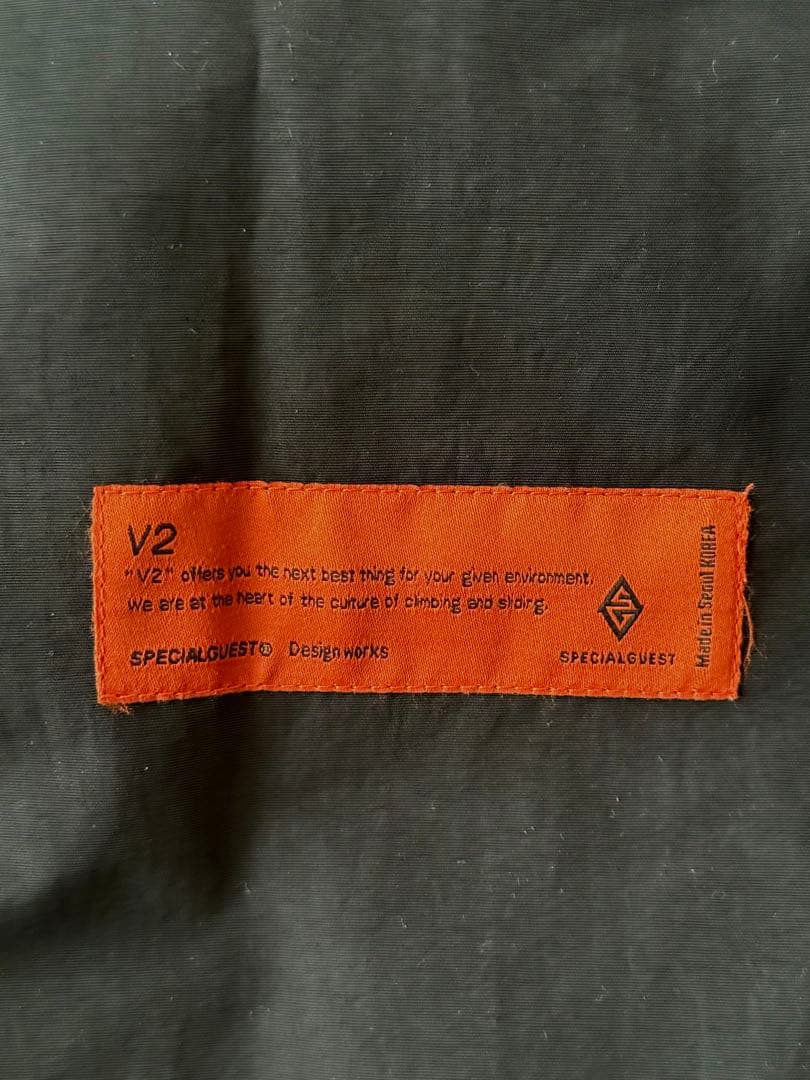 V2
"V2" offers you the next best thing for your given environment,
We are at the heart of the culture of climbing and sliding.
SPECIALGUEST® Design works
SPECIALGUEST
Made in Seoul KOREA